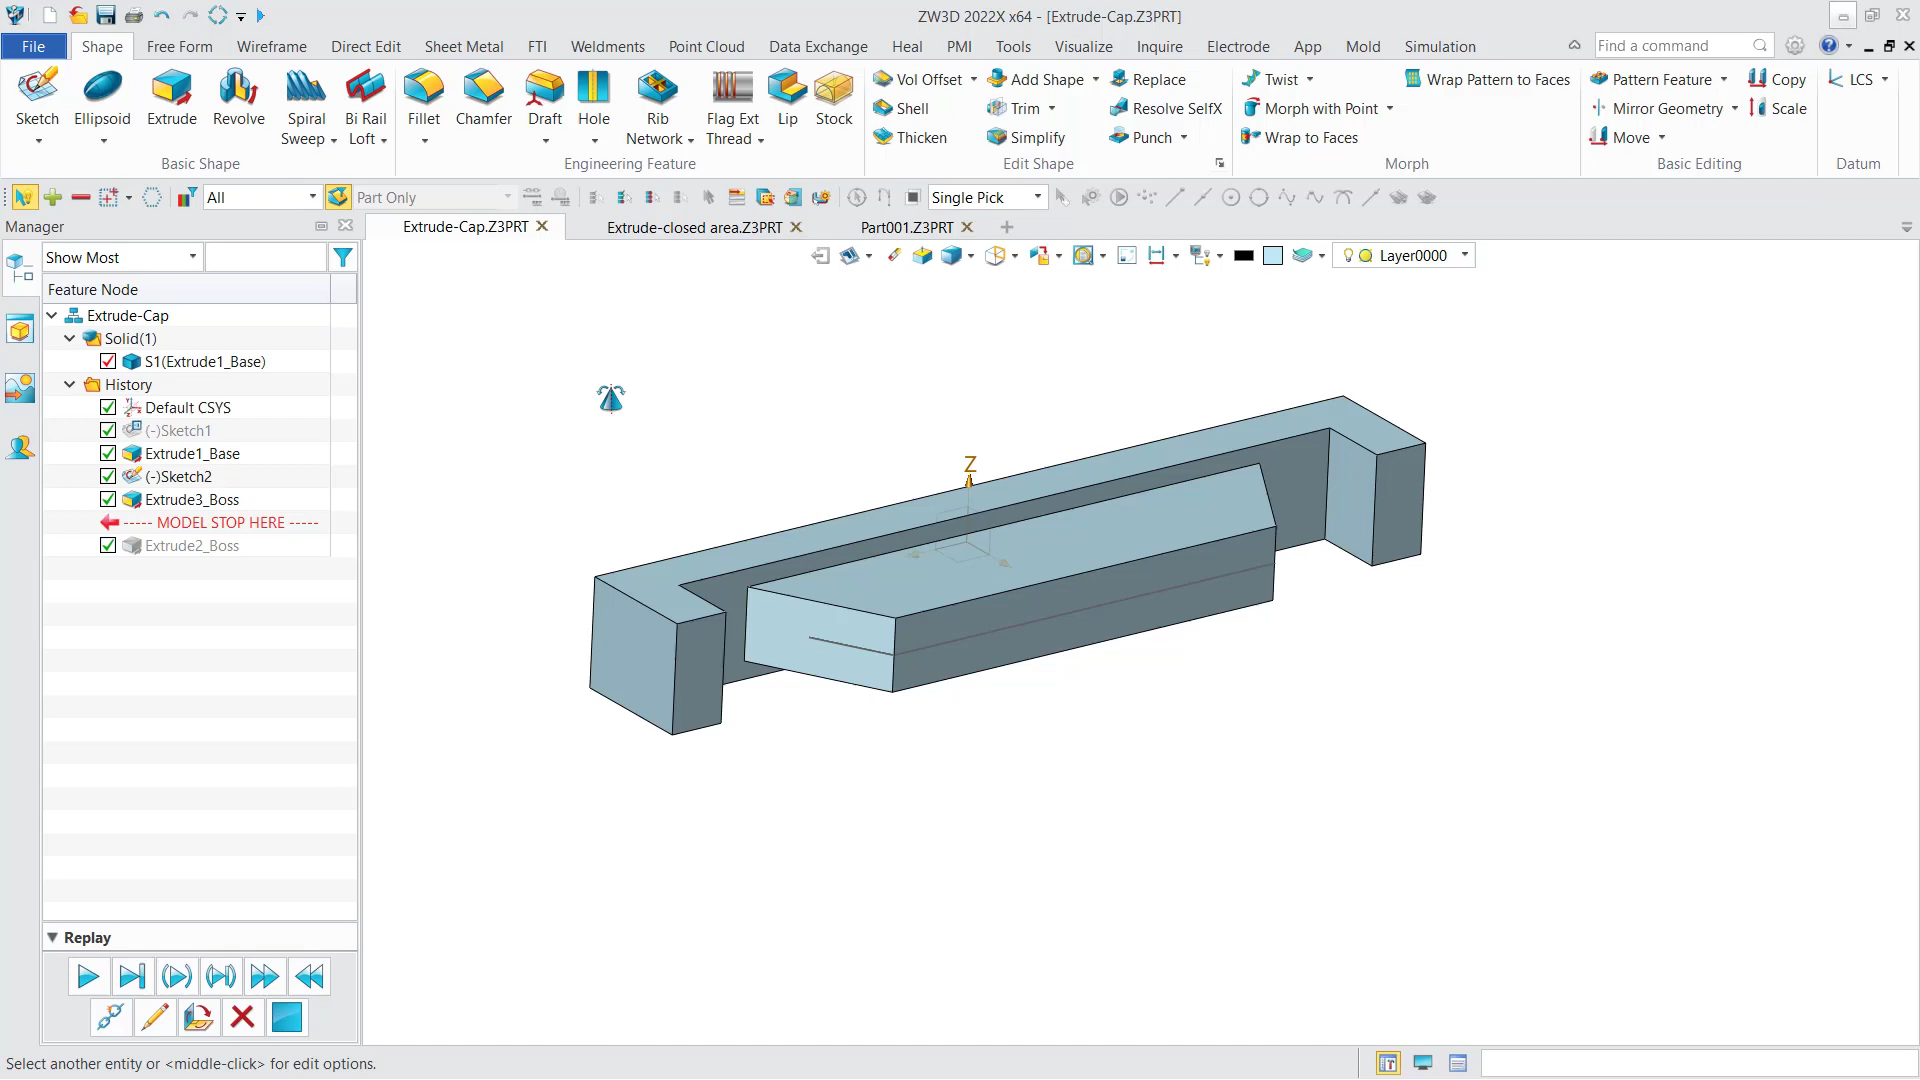 ZW3D 2022X x64 - [Extrude-Cap.Z3PRT]
File Shape Free Form Wireframe Direct Edit Sheet Metal FTI Weldments Point Cloud Data Exchange Heal PMI Tools Visualize Inquire Electrode App Mold Simulation Find a command
Vol Offset Add Shape Replace Twist Wrap Pattern to Faces Pattern Feature Copy LCS
Shell Trim Resolve SelfX Morph with Point Mirror Geometry Scale
Sketch Ellipsoid Extrude Revolve Spiral Sweep Bi Rail Loft Fillet Chamfer Draft Hole Rib Network Flag Ext Thread Lip Stock
Thicken Simplify Punch Wrap to Faces Move
Basic Shape Engineering Feature Edit Shape Morph Basic Editing Datum
All Part Only Single Pick
Manager Extrude-Cap.Z3PRT Extrude-closed area.Z3PRT Part001.Z3PRT
Show Most Layer0000
Feature Node
Extrude-Cap
Solid(1)
S1(Extrude1_Base)
History
Default CSYS
(-)Sketch1
Extrude1_Base
Z
(-)Sketch2
Extrude3_Boss
----- MODEL STOP HERE -----
Extrude2_Boss
Replay
Select another entity or <middle-click> for edit options.